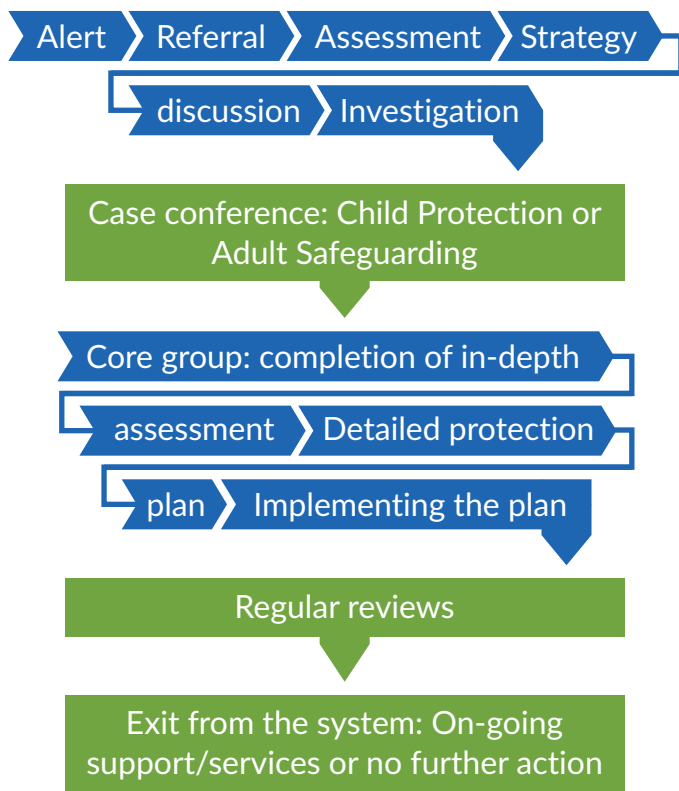 Alert Referral Assessment Strategy
discussion Investigation
Case conference: Child Protection or
Adult Safeguarding
Core group: completion of in-depth
assessment Detailed protection
plan Implementing the plan
Regular reviews
Exit from the system: On-going
support/services or no further action